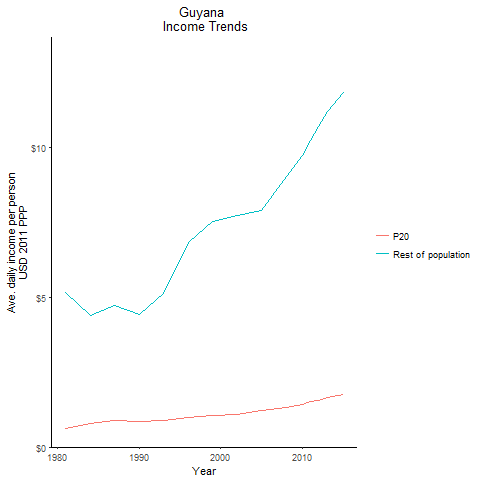 Guyana
Income Trends
Ave. daily income per person
USD 2011 PPP
$10
$5
$0
1980
1990
2000
2010
Year
P20
Rest of population